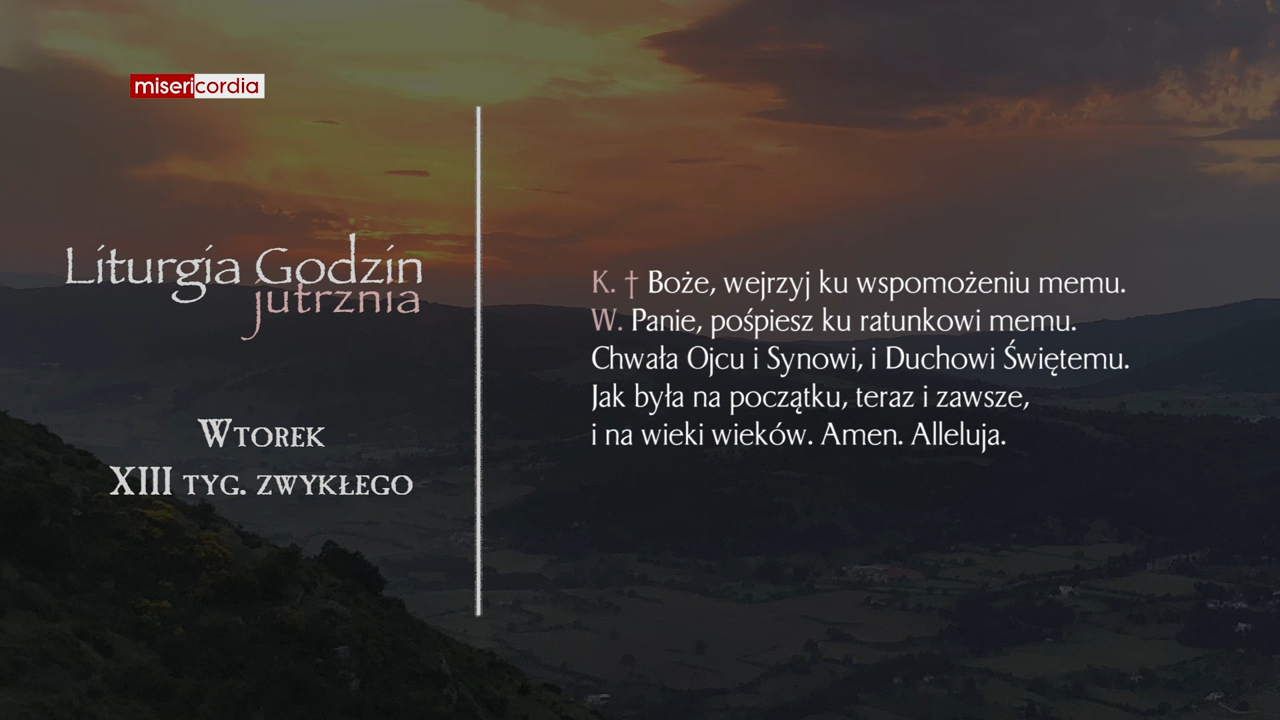 misericordia
Liturgia Godzin
jutrznia
Wtorek
XIII tyg. zwykłego
K. † Boże, wejrzyj ku wspomożeniu memu.
W. Panie, pośpiesz ku ratunkowi memu.
Chwała Ojcu i Synowi, i Duchowi Świętemu.
Jak była na początku, teraz i zawsze,
i na wieki wieków. Amen. Alleluja.